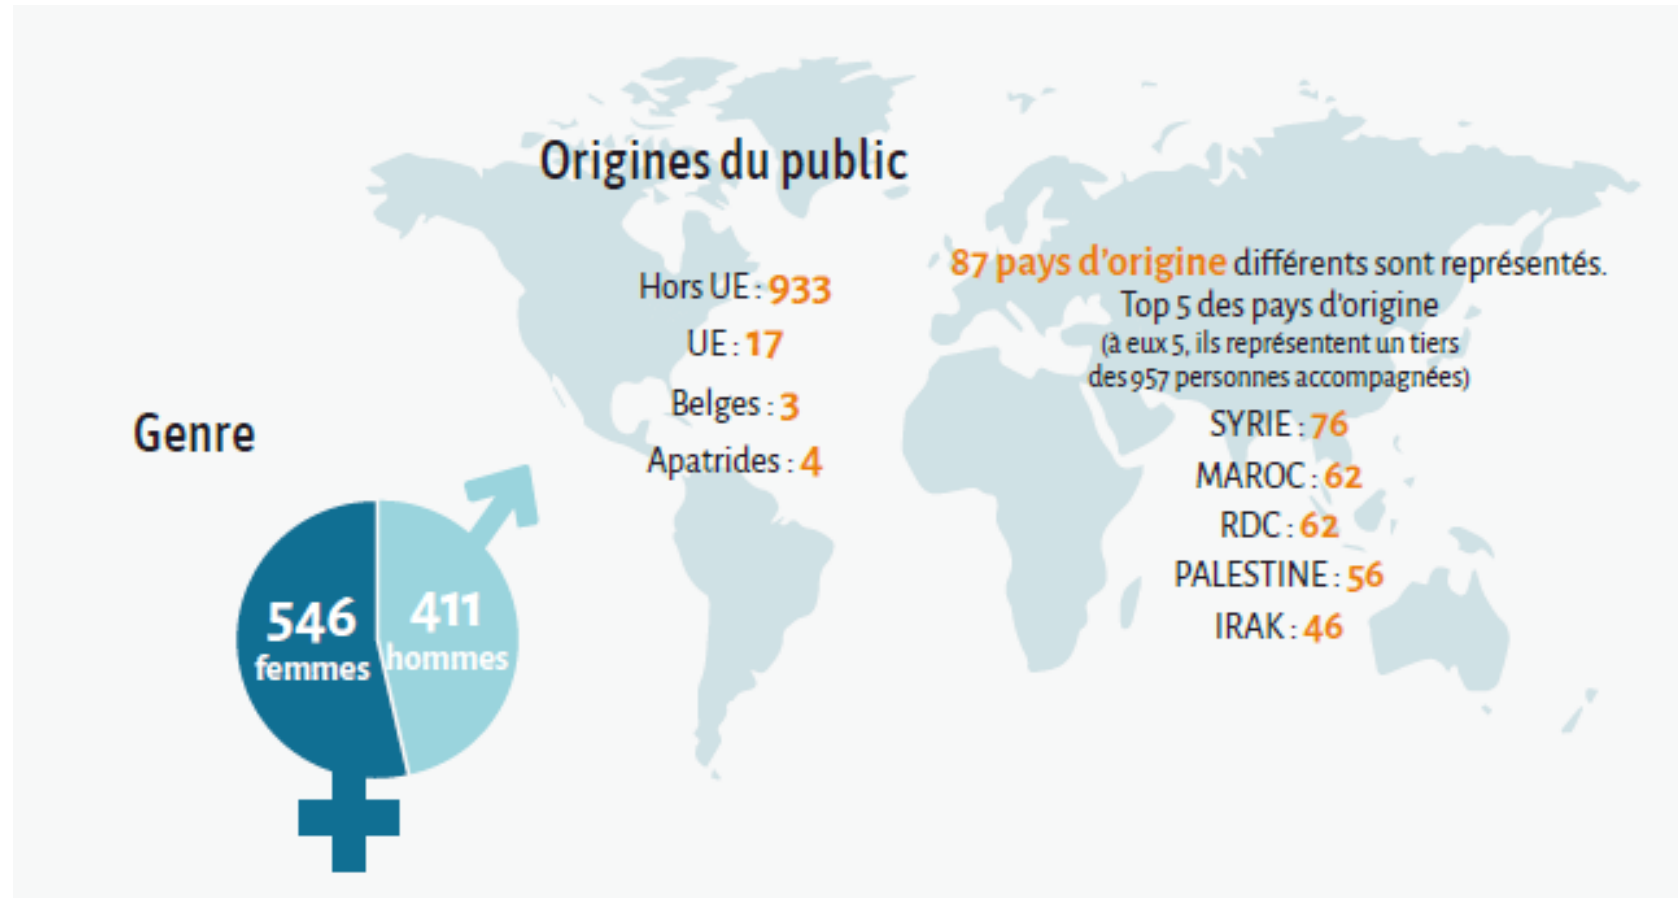 Origines du public
Hors UE : 933
UE : 17
Belges : 3
Apatrides : 4
87 pays d'origine différents sont représentés.
Top 5 des pays d'origine
(à eux 5, ils représentent un tiers
des 957 personnes accompagnées)
SYRIE : 76
MAROC : 62
RDC : 62
PALESTINE : 56
IRAK : 46
Genre
546
femmes
411
hommes